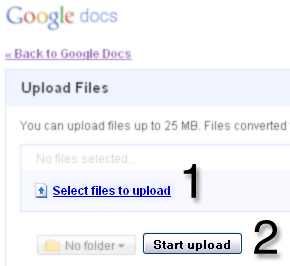 Google docs
« Back to Google Docs
Upload Files
You can upload files up to 25 MB. Files converted
No files selected...
Select files to upload 1
No folder Start upload 2